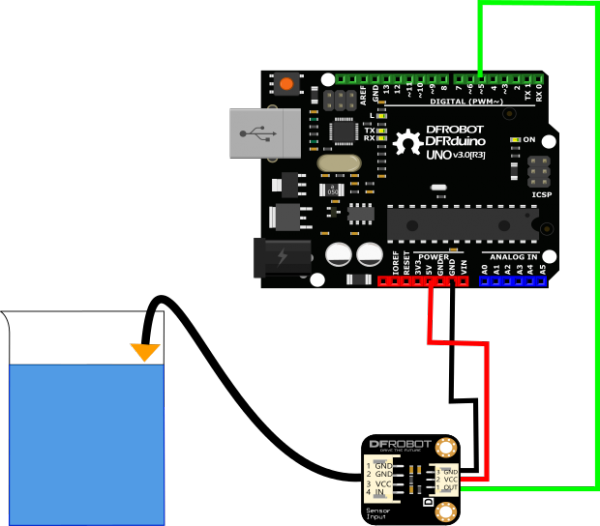 AREF
GND
13
12
~11
~10
~9
8
7
~6
~5
4
~3
2
TX 1
RX 0
DIGITAL (PWM~)
L
TX
RX
DFROBOT
DFRduino
UNO v3.0[R3]
ON
ICSP
POWER
ANALOG IN
IOREF
RESET
3V3
5V
GND
GND
VIN
A0
A1
A2
A3
A4
A5
DFROBOT
DRIVE THE FUTURE
1 GND
2 GND
3 VCC
4 IN
3 GND
2 VCC
1 OUT
D
Sensor
Input